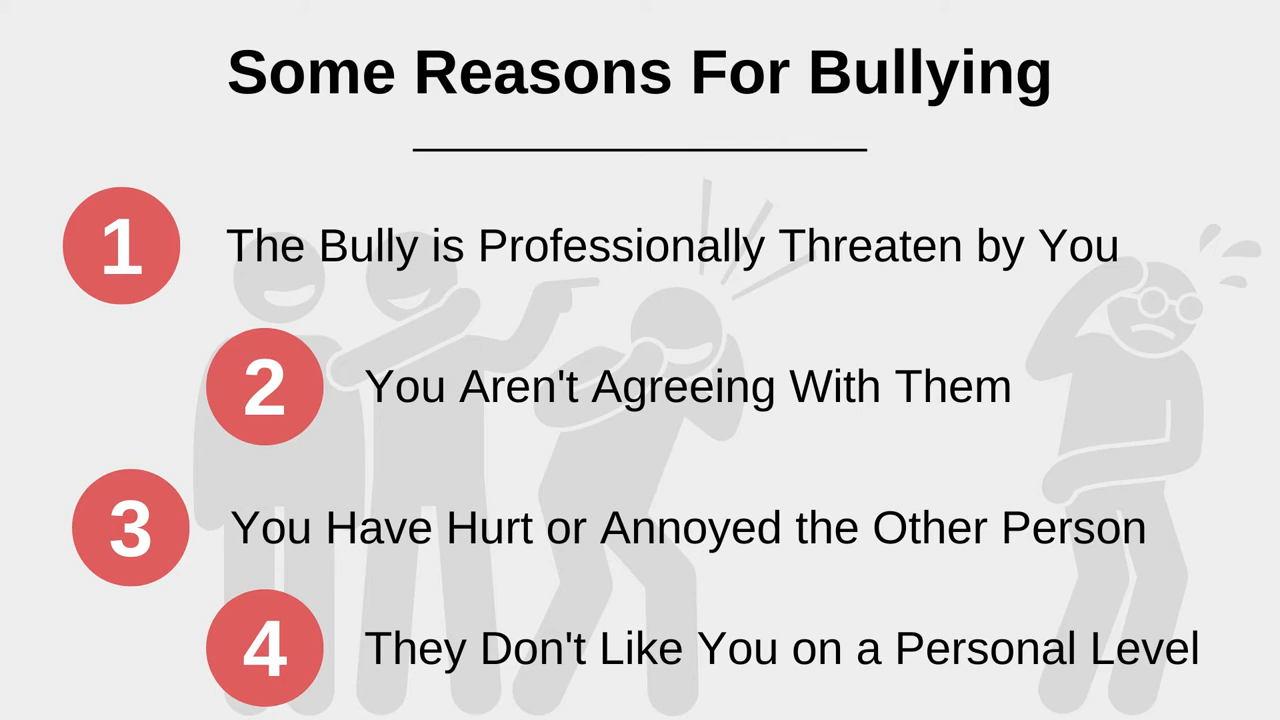 Some Reasons For Bullying
1 The Bully is Professionally Threaten by You
2 You Aren't Agreeing With Them
3 You Have Hurt or Annoyed the Other Person
4 They Don't Like You on a Personal Level